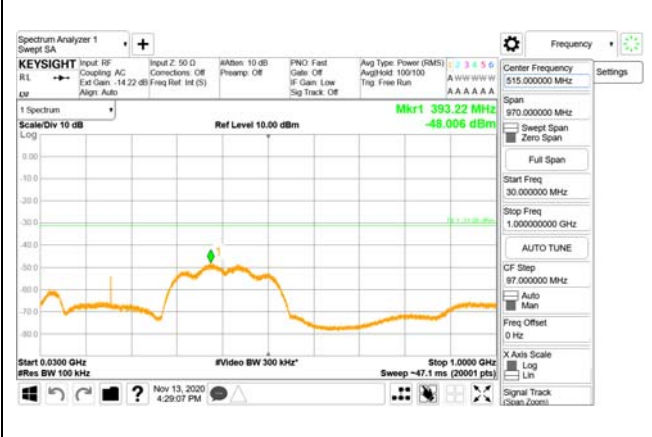 Spectrum Analyzer 1
Swept SA
Frequency
KEYSIGHT
RL
Input: RF
Coupling: AC
Ext Gain: -14.22 dB
Align: Auto
Input Z: 50 Ω
Corrections: Off
Freq Ref: Int (S)
#Atten: 10 dB
Preamp: Off
PNO: Fast
Gate: Off
IF Gain: Low
Sig Track: Off
Avg Type: Power (RMS)
Avg|Hold: 100/100
Trig: Free Run
1 2 3 4 5 6
A W W W W W
A A A A A A
1 Spectrum
Scale/Div 10 dB
Log
Ref Level 10.00 dBm
Mkr1 393.22 MHz
-48.006 dBm
0.00
-10.0
-20.0
-30.0
-40.0
-50.0
-60.0
-70.0
-80.0
1
Start 0.0300 GHz
#Res BW 100 kHz
#Video BW 300 kHz*
Stop 1.0000 GHz
Sweep ~47.1 ms (20001 pts)
Nov 13, 2020
4:29:07 PM
Settings
Center Frequency
515.000000 MHz
Span
970.000000 MHz
Swept Span
Zero Span
Full Span
Start Freq
30.000000 MHz
Stop Freq
1.000000000 GHz
AUTO TUNE
CF Step
97.000000 MHz
Auto
Man
Freq Offset
0 Hz
X Axis Scale
Log
Lin
Signal Track
(Span Zoom)